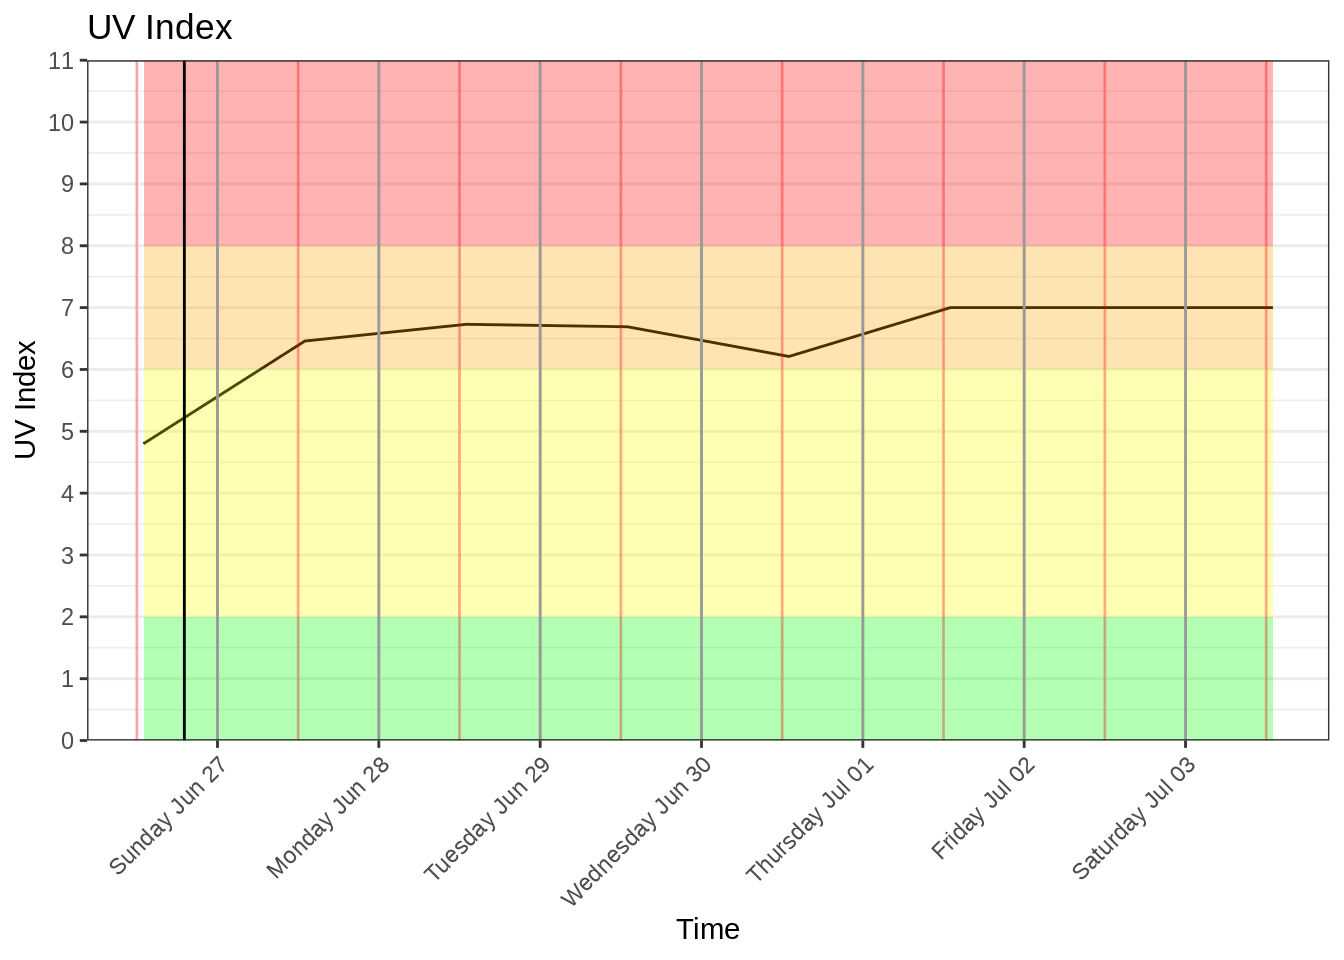 UV Index
UV Index
11
10
9
8
7
6
5
4
3
2
1
0
Sunday Jun 27
Monday Jun 28
Tuesday Jun 29
Wednesday Jun 30
Thursday Jul 01
Friday Jul 02
Saturday Jul 03
Time